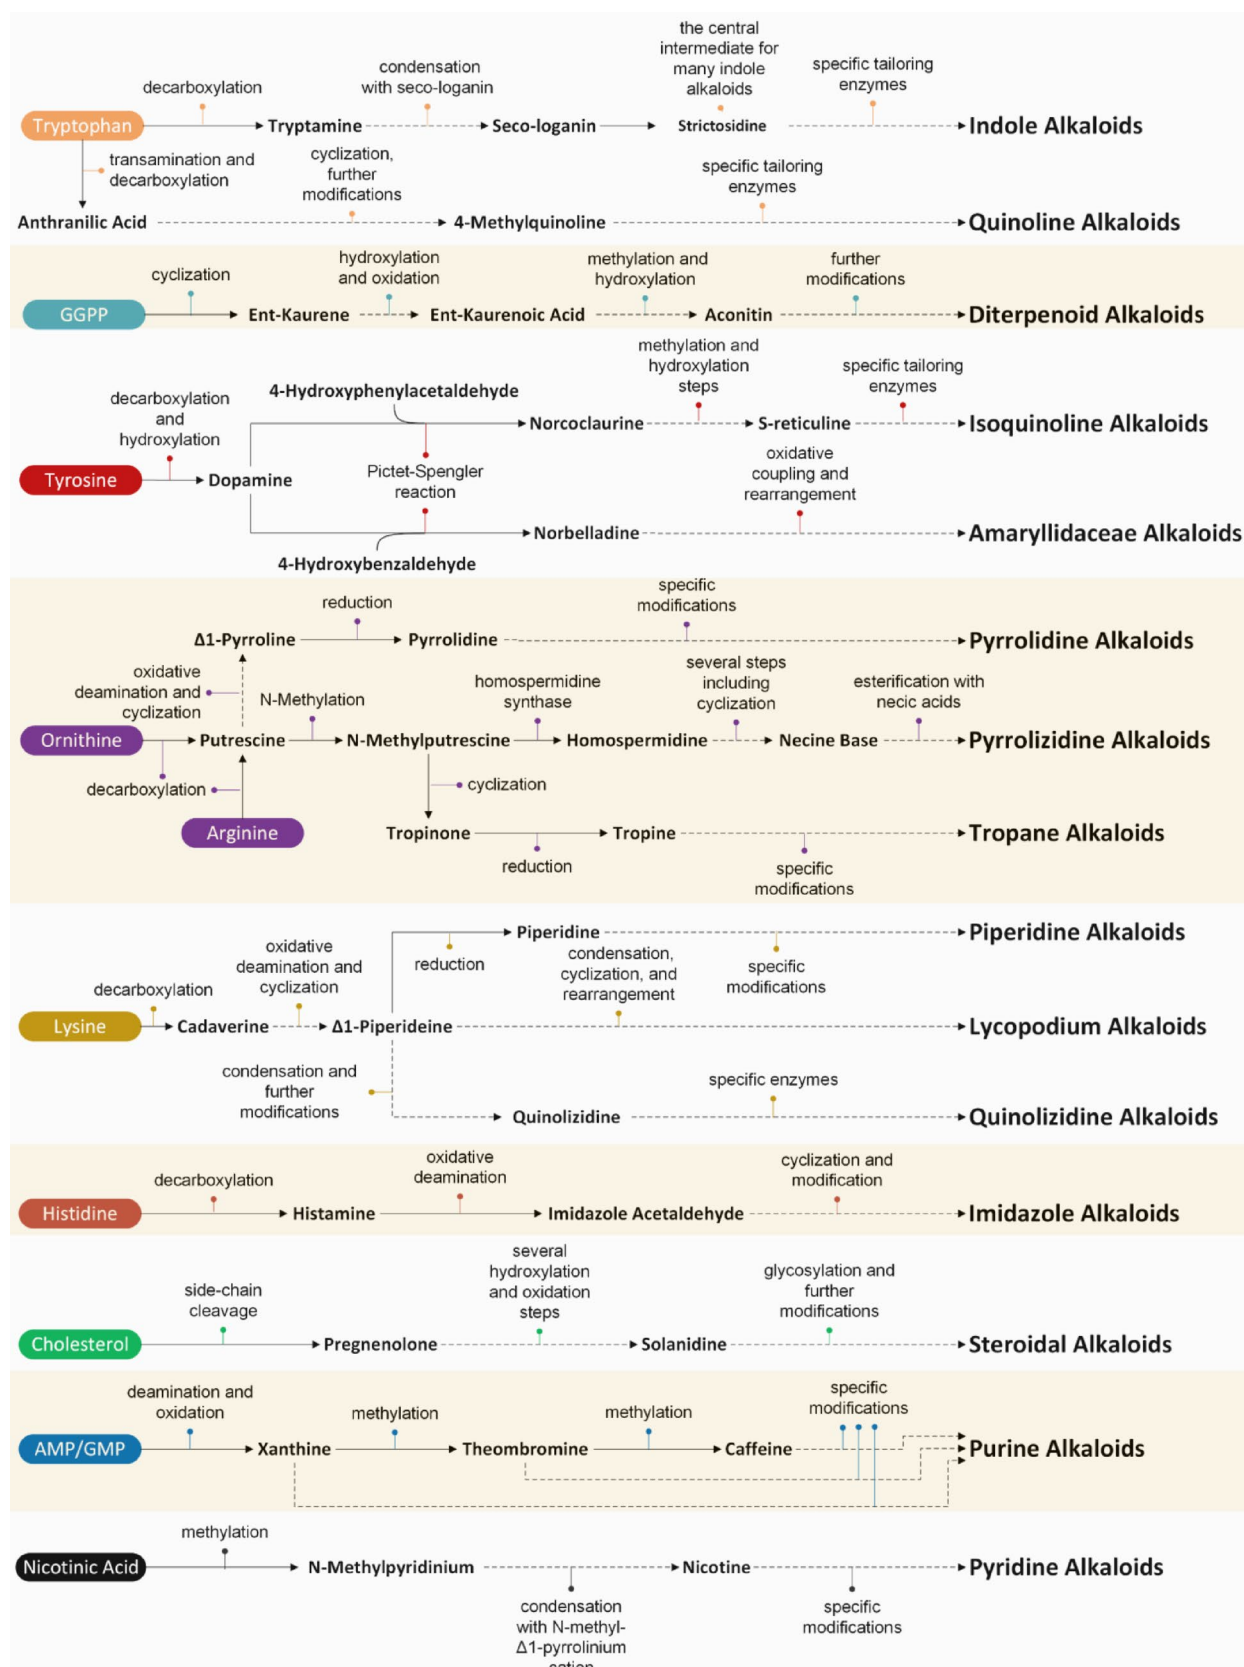 the central
intermediate for
many indole
alkaloids
condensation
with seco-loganin
specific tailoring
enzymes
decarboxylation
Tryptophan
Tryptamine
Seco-loganin
Strictosidine
Indole Alkaloids
transamination and
decarboxylation
cyclization,
further
modifications
specific tailoring
enzymes
Anthranilic Acid
4-Methylquinoline
Quinoline Alkaloids
cyclization
hydroxylation
and oxidation
methylation and
hydroxylation
further
modifications
GGPP
Ent-Kaurene
Ent-Kaurenoic Acid
Aconitin
Diterpenoid Alkaloids
methylation and
hydroxylation
steps
specific tailoring
enzymes
4-Hydroxyphenylacetaldehyde
decarboxylation
and
hydroxylation
Norcoclaurine
S-reticuline
Isoquinoline Alkaloids
Tyrosine
Dopamine
Pictet-Spengler
reaction
oxidative
coupling and
rearrangement
Norbelladine
Amaryllidaceae Alkaloids
4-Hydroxybenzaldehyde
reduction
specific
modifications
Δ1-Pyrroline
Pyrrolidine
Pyrrolidine Alkaloids
oxidative
deamination and
cyclization
N-Methylation
homospermidine
synthase
several steps
including
cyclization
esterification with
necic acids
Ornithine
Putrescine
N-Methylputrescine
Homospermidine
Necine Base
Pyrrolizidine Alkaloids
decarboxylation
cyclization
Arginine
Tropinone
Tropine
Tropane Alkaloids
reduction
specific
modifications
Piperidine
Piperidine Alkaloids
oxidative
deamination and
cyclization
reduction
condensation,
cyclization, and
rearrangement
specific
modifications
decarboxylation
Lysine
Cadaverine
Δ1-Piperideine
Lycopodium Alkaloids
condensation and
further
modifications
specific enzymes
Quinolizidine
Quinolizidine Alkaloids
decarboxylation
oxidative
deamination
cyclization and
modification
Histidine
Histamine
Imidazole Acetaldehyde
Imidazole Alkaloids
side-chain
cleavage
several
hydroxylation
and oxidation
steps
glycosylation and
further
modifications
Cholesterol
Pregnenolone
Solanidine
Steroidal Alkaloids
deamination and
oxidation
methylation
methylation
specific
modifications
AMP/GMP
Xanthine
Theombromine
Caffeine
Purine Alkaloids
methylation
Nicotinic Acid
N-Methylpyridinium
Nicotine
Pyridine Alkaloids
condensation
with N-methyl-
Δ1-pyrrolinium
specific
modifications